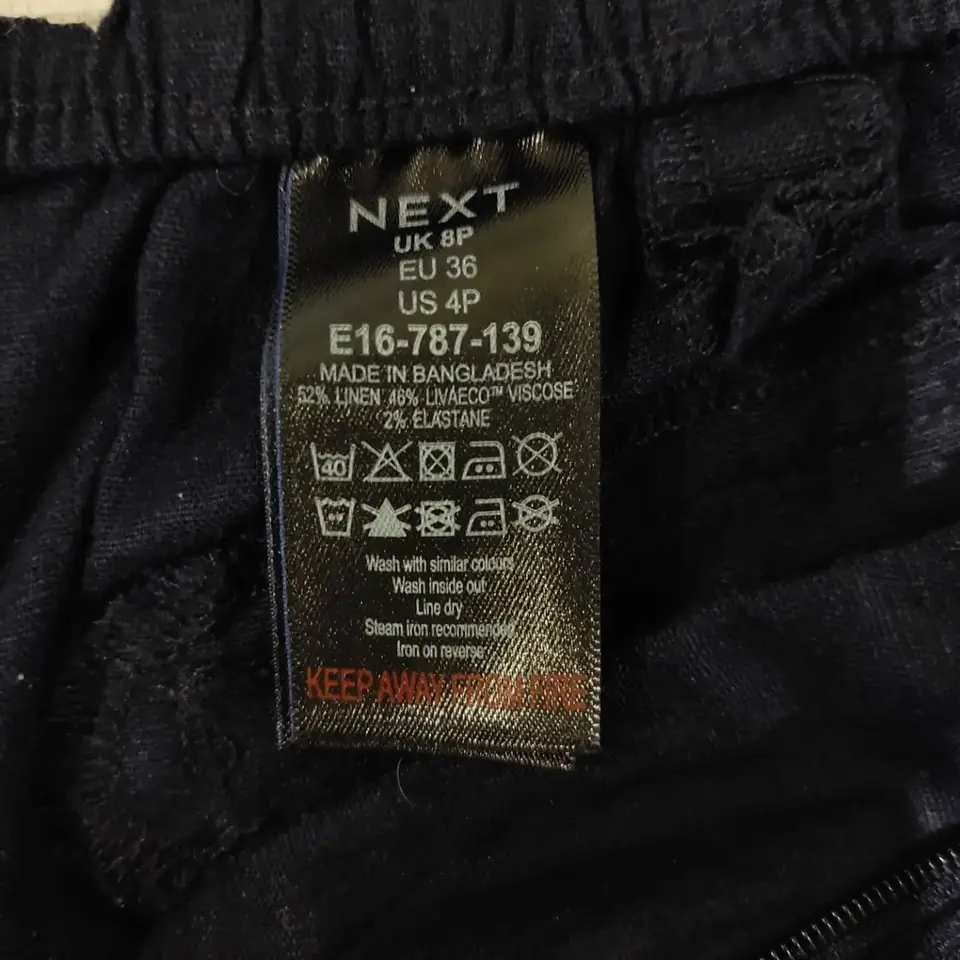 NEXT
UK 8P
EU 36
US 4P
E16-787-139
MADE IN BANGLADESH
52% LINEN 46% LIVAECO™ VISCOSE
2% ELASTANE
40
Wash with similar colours
Wash inside out
Line dry
Steam iron recommended
Iron on reverse
KEEP AWAY FROM FIRE